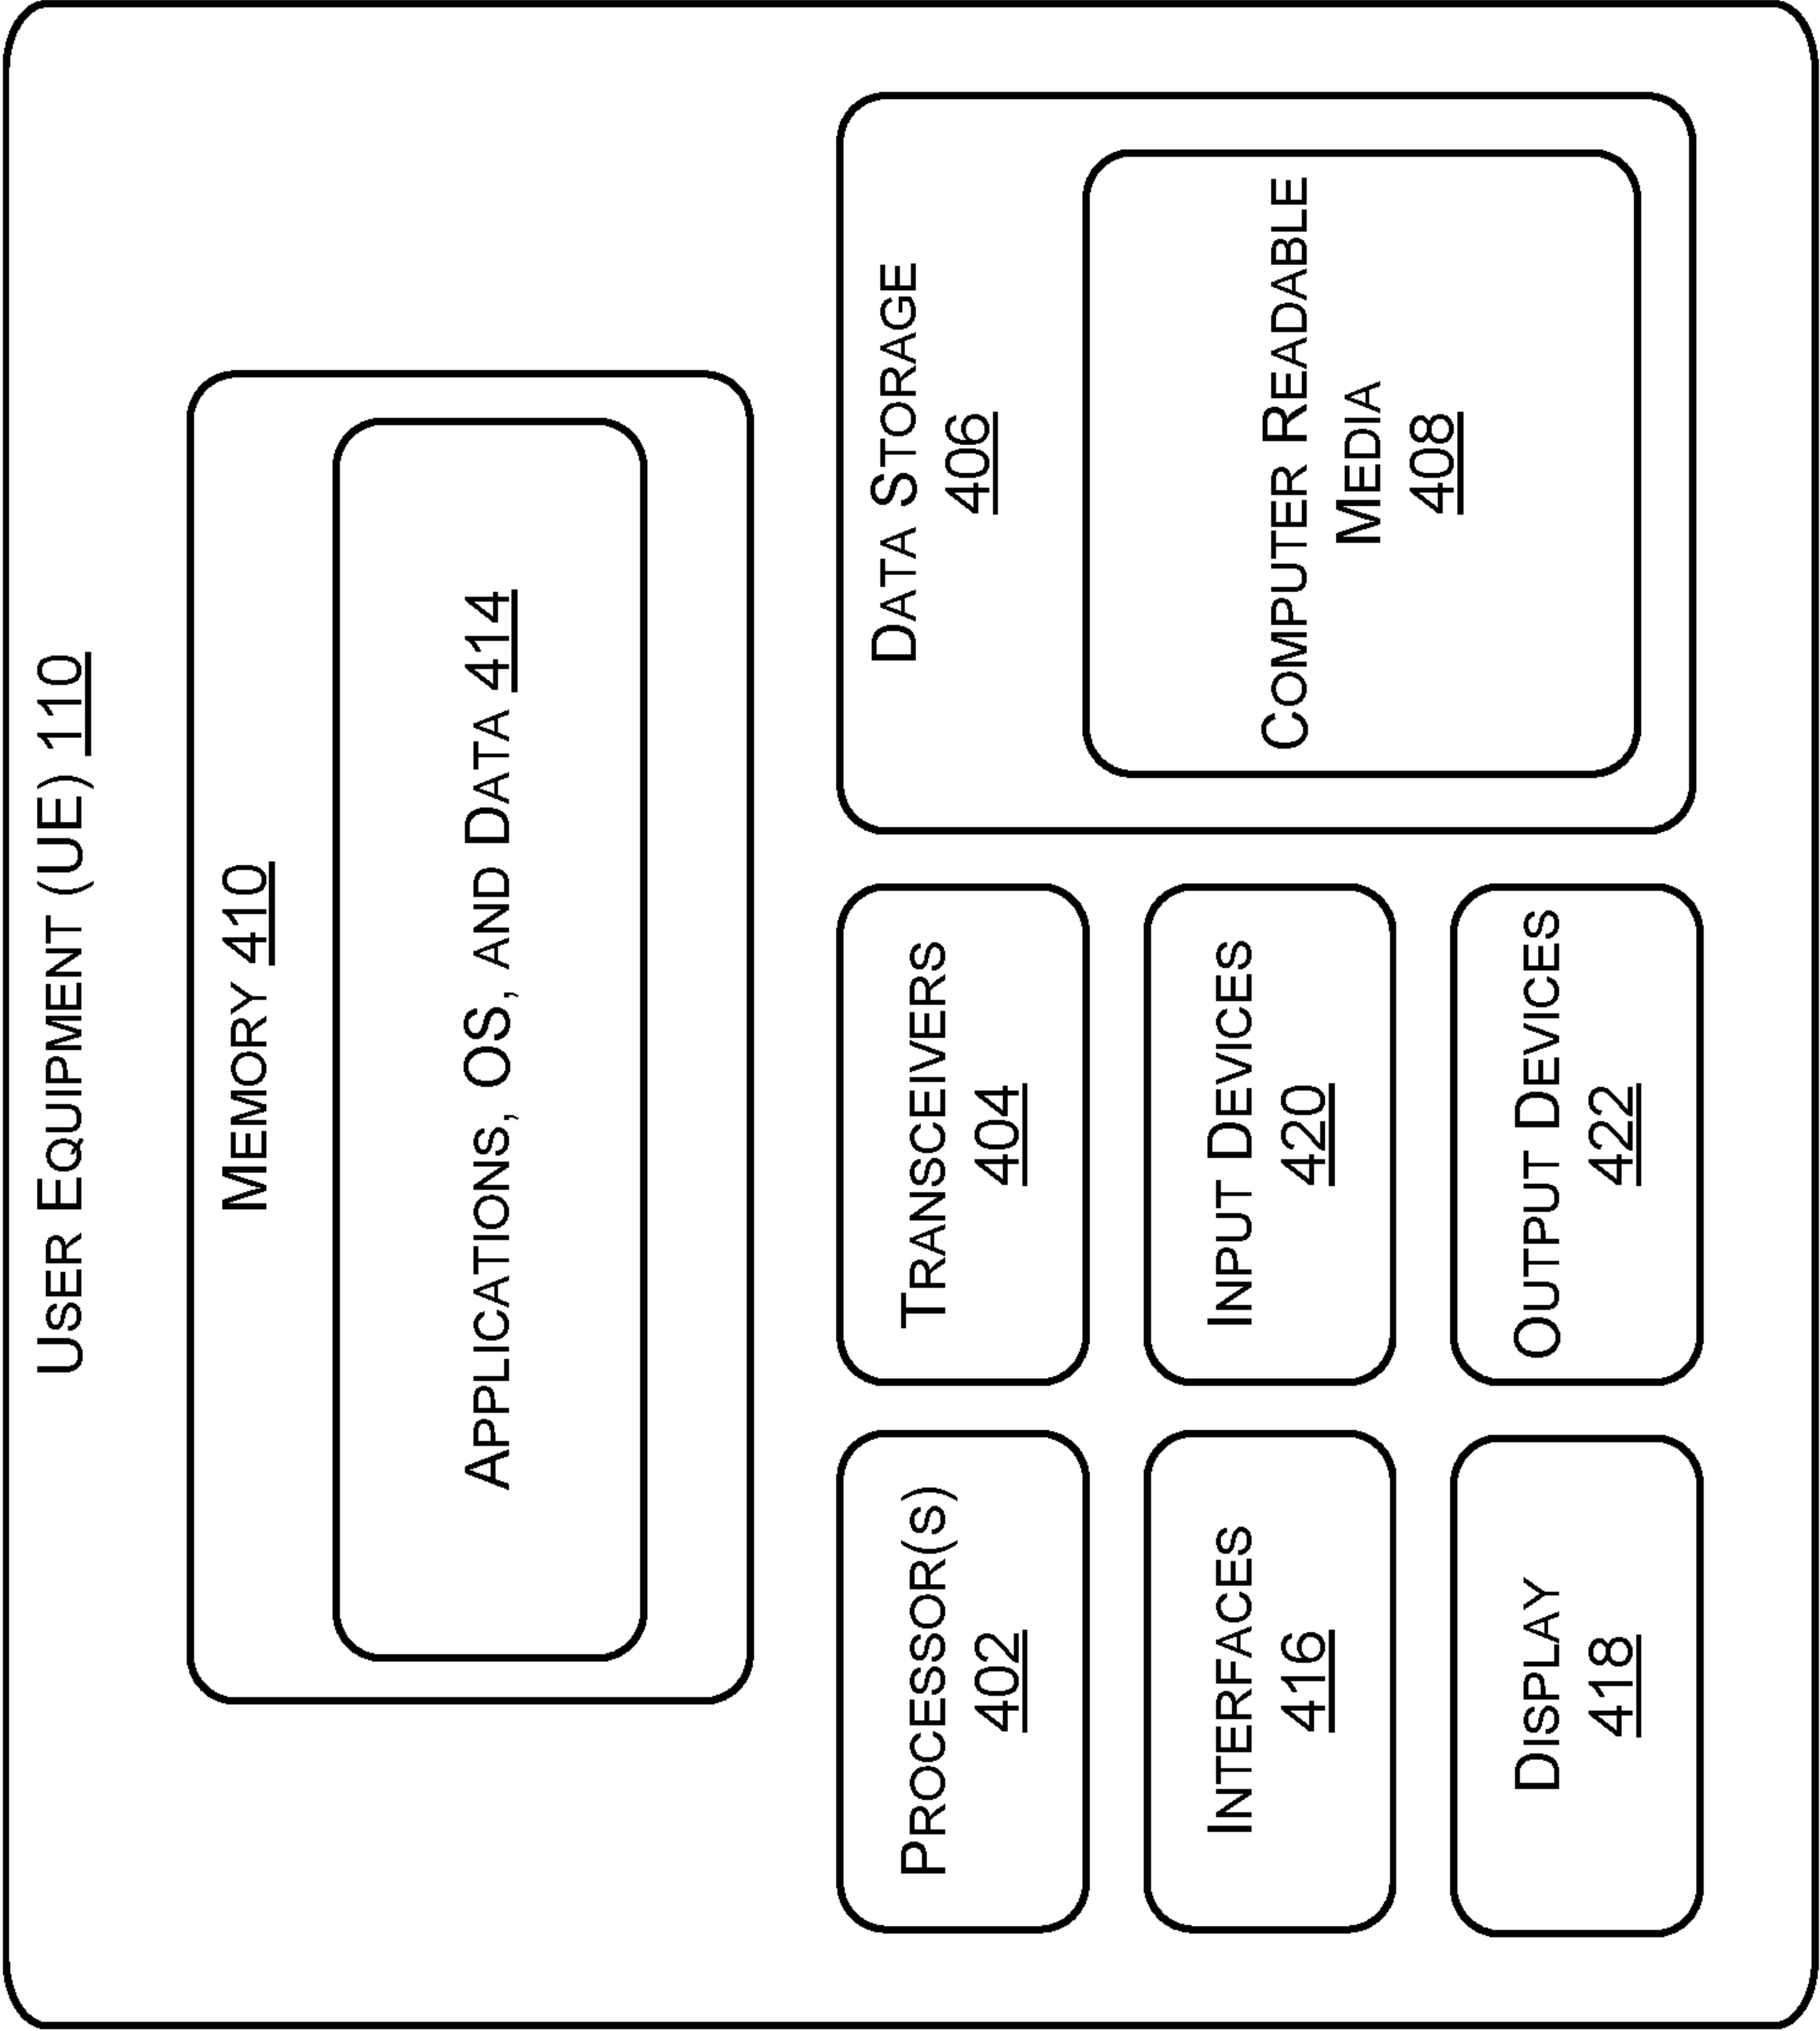 USER EQUIPMENT (UE) 110
MEMORY 410
APPLICATIONS, OS, AND DATA 414
PROCESSOR(S)
402
TRANSCEIVERS
404
DATA STORAGE
406
COMPUTER READABLE
MEDIA
408
INTERFACES
416
INPUT DEVICES
420
DISPLAY
418
OUTPUT DEVICES
422